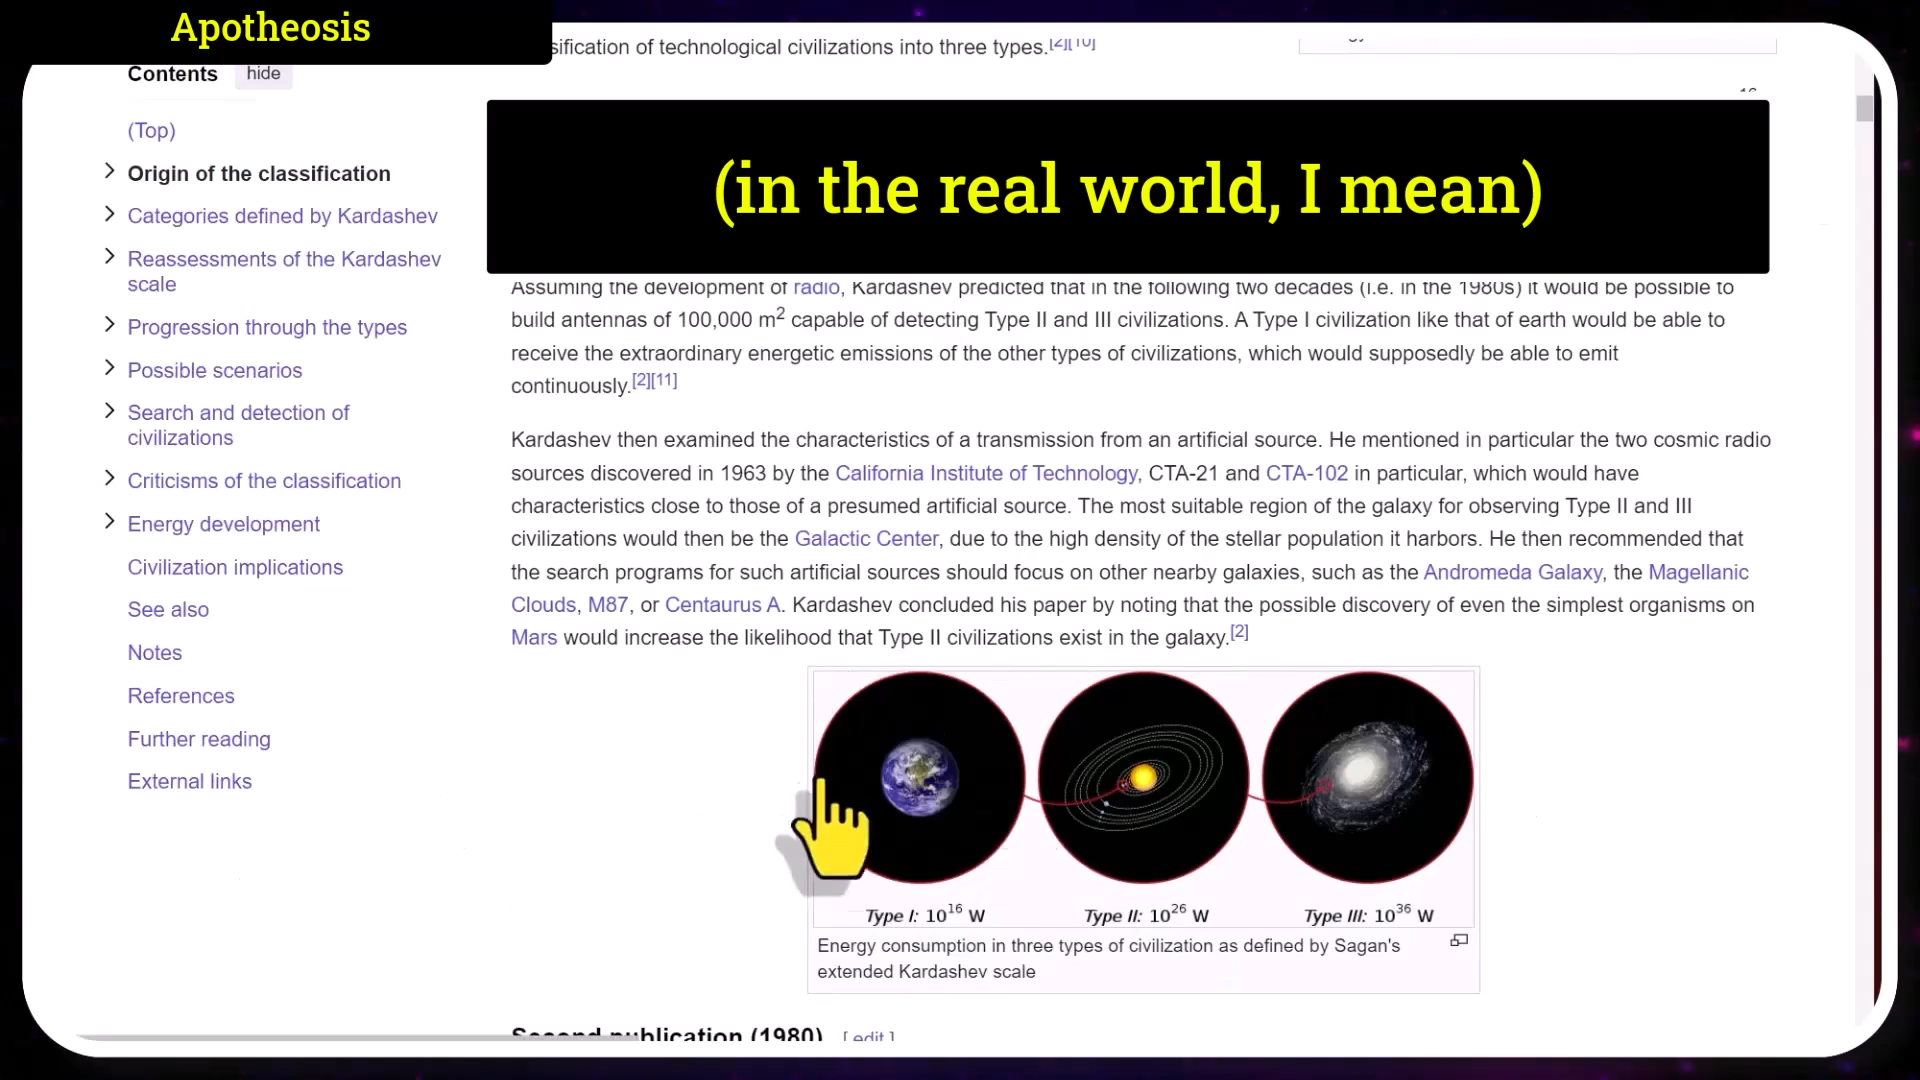 Apotheosis
sification of technological civilizations into three types.[2][10]
Contents hide
(Top)
Origin of the classification
Categories defined by Kardashev
Reassessments of the Kardashev
scale
Progression through the types
Possible scenarios
Search and detection of
civilizations
Criticisms of the classification
Energy development
Civilization implications
See also
Notes
References
Further reading
External links
(in the real world, I mean)
Assuming the development of radio, Kardashev predicted that in the following two decades (i.e. in the 1980s) it would be possible to
build antennas of 100,000 m² capable of detecting Type II and III civilizations. A Type I civilization like that of earth would be able to
receive the extraordinary energetic emissions of the other types of civilizations, which would supposedly be able to emit
continuously.[2][11]
Kardashev then examined the characteristics of a transmission from an artificial source. He mentioned in particular the two cosmic radio
sources discovered in 1963 by the California Institute of Technology, CTA-21 and CTA-102 in particular, which would have
characteristics close to those of a presumed artificial source. The most suitable region of the galaxy for observing Type II and III
civilizations would then be the Galactic Center, due to the high density of the stellar population it harbors. He then recommended that
the search programs for such artificial sources should focus on other nearby galaxies, such as the Andromeda Galaxy, the Magellanic
Clouds, M87, or Centaurus A. Kardashev concluded his paper by noting that the possible discovery of even the simplest organisms on
Mars would increase the likelihood that Type II civilizations exist in the galaxy.[2]
Type I: 10¹⁶ W Type II: 10²⁶ W Type III: 10³⁶ W
Energy consumption in three types of civilization as defined by Sagan's
extended Kardashev scale
Second publication (1980) [ edit ]